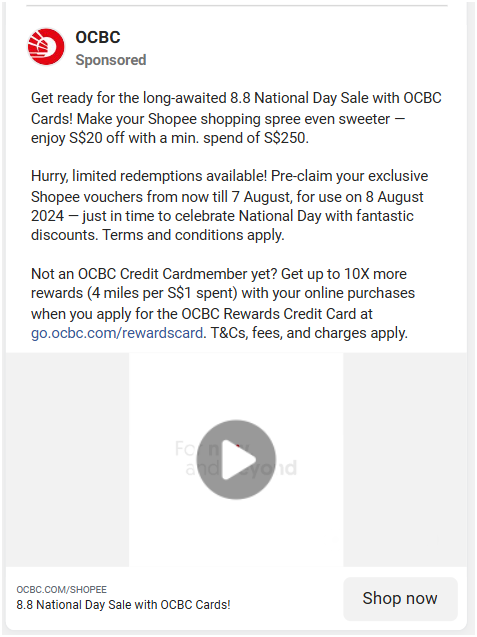 OCBC
Sponsored
Get ready for the long-awaited 8.8 National Day Sale with OCBC
Cards! Make your Shopee shopping spree even sweeter —
enjoy S$20 off with a min. spend of S$250.
Hurry, limited redemptions available! Pre-claim your exclusive
Shopee vouchers from now till 7 August, for use on 8 August
2024 — just in time to celebrate National Day with fantastic
discounts. Terms and conditions apply.
Not an OCBC Credit Cardmember yet? Get up to 10X more
rewards (4 miles per S$1 spent) with your online purchases
when you apply for the OCBC Rewards Credit Card at
go.ocbc.com/rewardscard. T&Cs, fees, and charges apply.
For now
and beyond
OCBC.COM/SHOPEE
8.8 National Day Sale with OCBC Cards!
Shop now